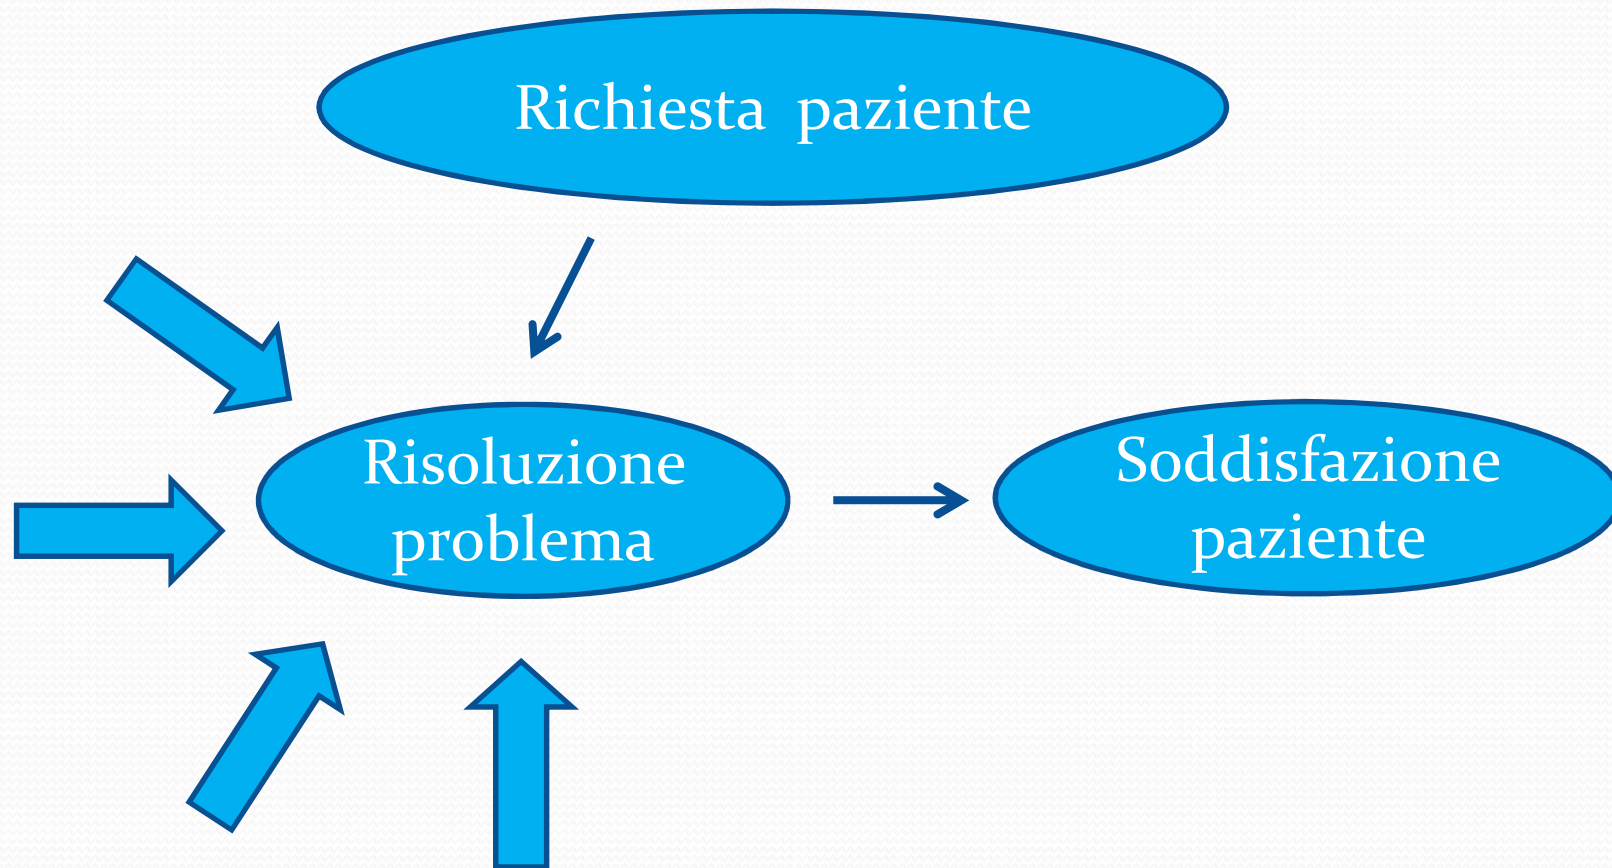 Richiesta paziente
Risoluzione
problema
Soddisfazione
paziente